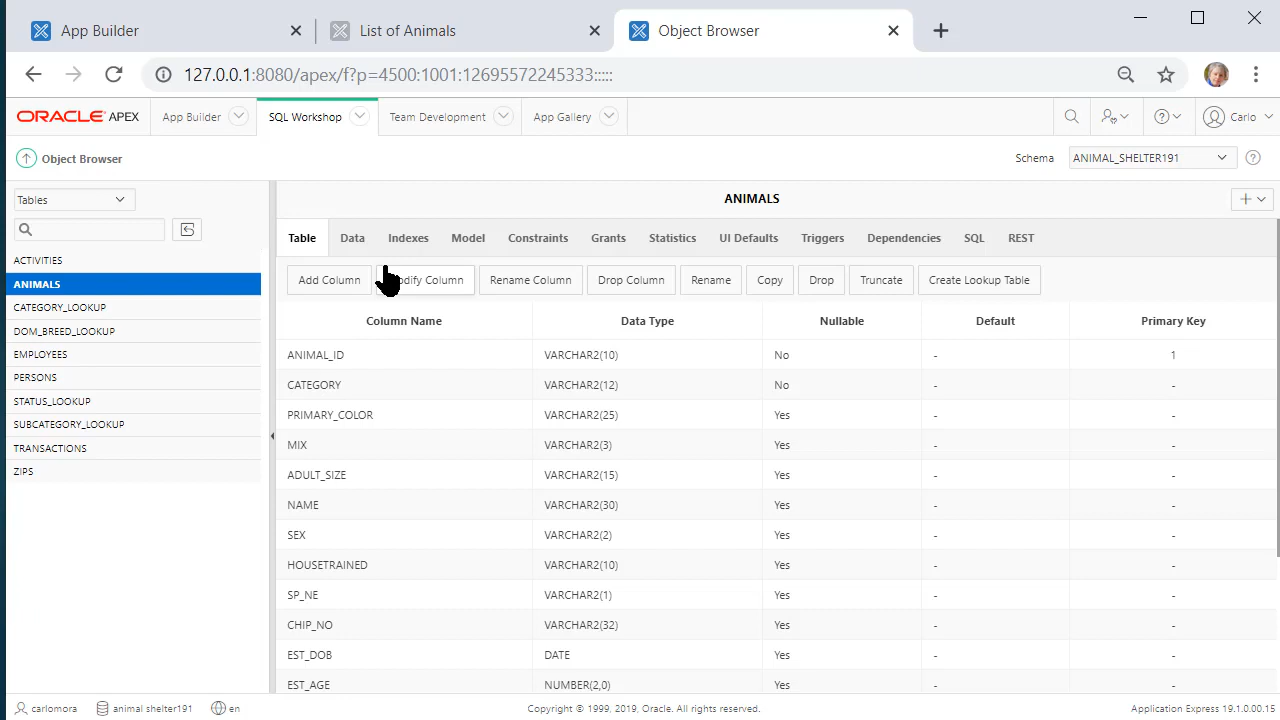 App Builder
List of Animals
Object Browser
127.0.0.1:8080/apex/f?p=4500:1001:12695572245333:::::
ORACLE APEX
App Builder
SQL Workshop
Team Development
App Gallery
Carlo
Object Browser
Schema
ANIMAL_SHELTER191
Tables
ANIMALS
Table Data Indexes Model Constraints Grants Statistics UI Defaults Triggers Dependencies SQL REST
ACTIVITIES
ANIMALS
CATEGORY_LOOKUP
DOM_BREED_LOOKUP
EMPLOYEES
PERSONS
STATUS_LOOKUP
SUBCATEGORY_LOOKUP
TRANSACTIONS
ZIPS
Add Column Column Rename Column Drop Column Rename Copy Drop Truncate Create Lookup Table
Column Name Data Type Nullable Default Primary Key
ANIMAL_ID VARCHAR2(10) No - 1
CATEGORY VARCHAR2(12) No - -
PRIMARY_COLOR VARCHAR2(25) Yes - -
MIX VARCHAR2(3) Yes - -
ADULT_SIZE VARCHAR2(15) Yes - -
NAME VARCHAR2(30) Yes - -
SEX VARCHAR2(2) Yes - -
HOUSETRAINED VARCHAR2(10) Yes - -
SP_NE VARCHAR2(1) Yes - -
CHIP_NO VARCHAR2(32) Yes - -
EST_DOB DATE Yes - -
EST_AGE NUMBER(2,0) Yes - -
carlomora animal shelter191 en
Copyright © 1999, 2019, Oracle. All rights reserved.
Application Express 19.1.0.00.15